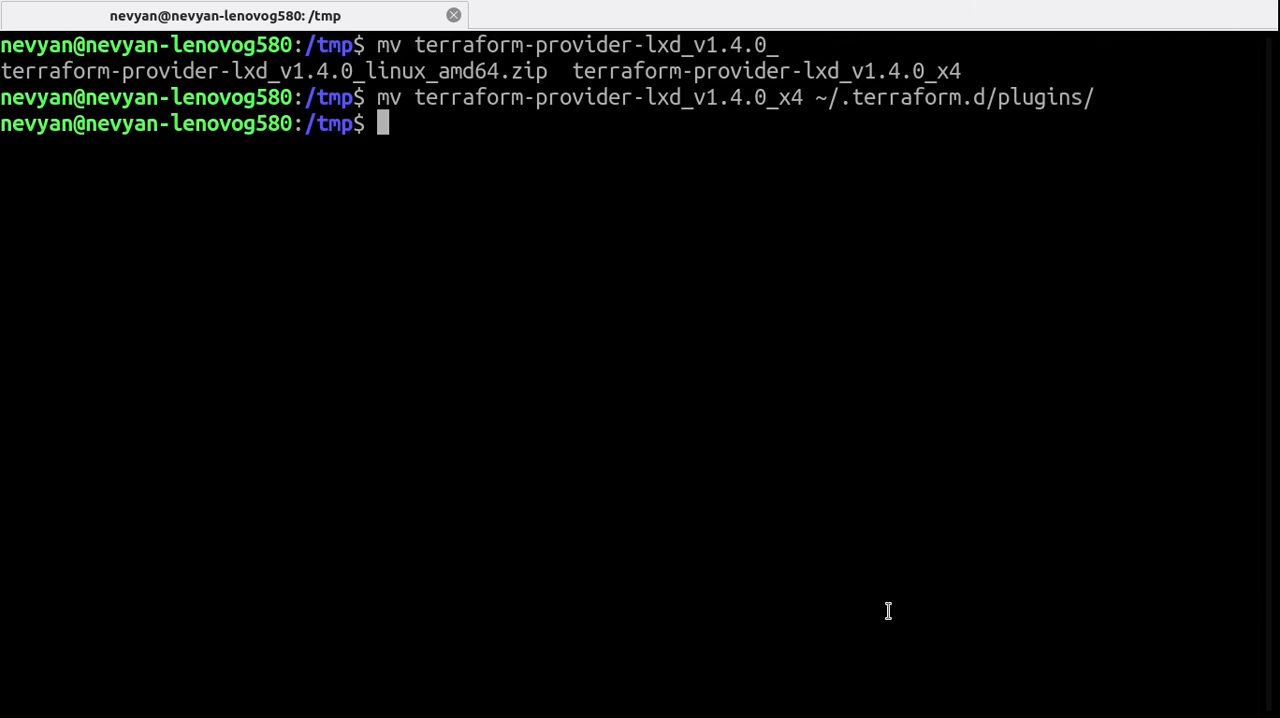 nevyan@nevyan-lenovog580: /tmp
nevyan@nevyan-lenovog580:/tmp$ mv terraform-provider-lxd_v1.4.0_
terraform-provider-lxd_v1.4.0_linux_amd64.zip  terraform-provider-lxd_v1.4.0_x4
nevyan@nevyan-lenovog580:/tmp$ mv terraform-provider-lxd_v1.4.0_x4 ~/.terraform.d/plugins/
nevyan@nevyan-lenovog580:/tmp$